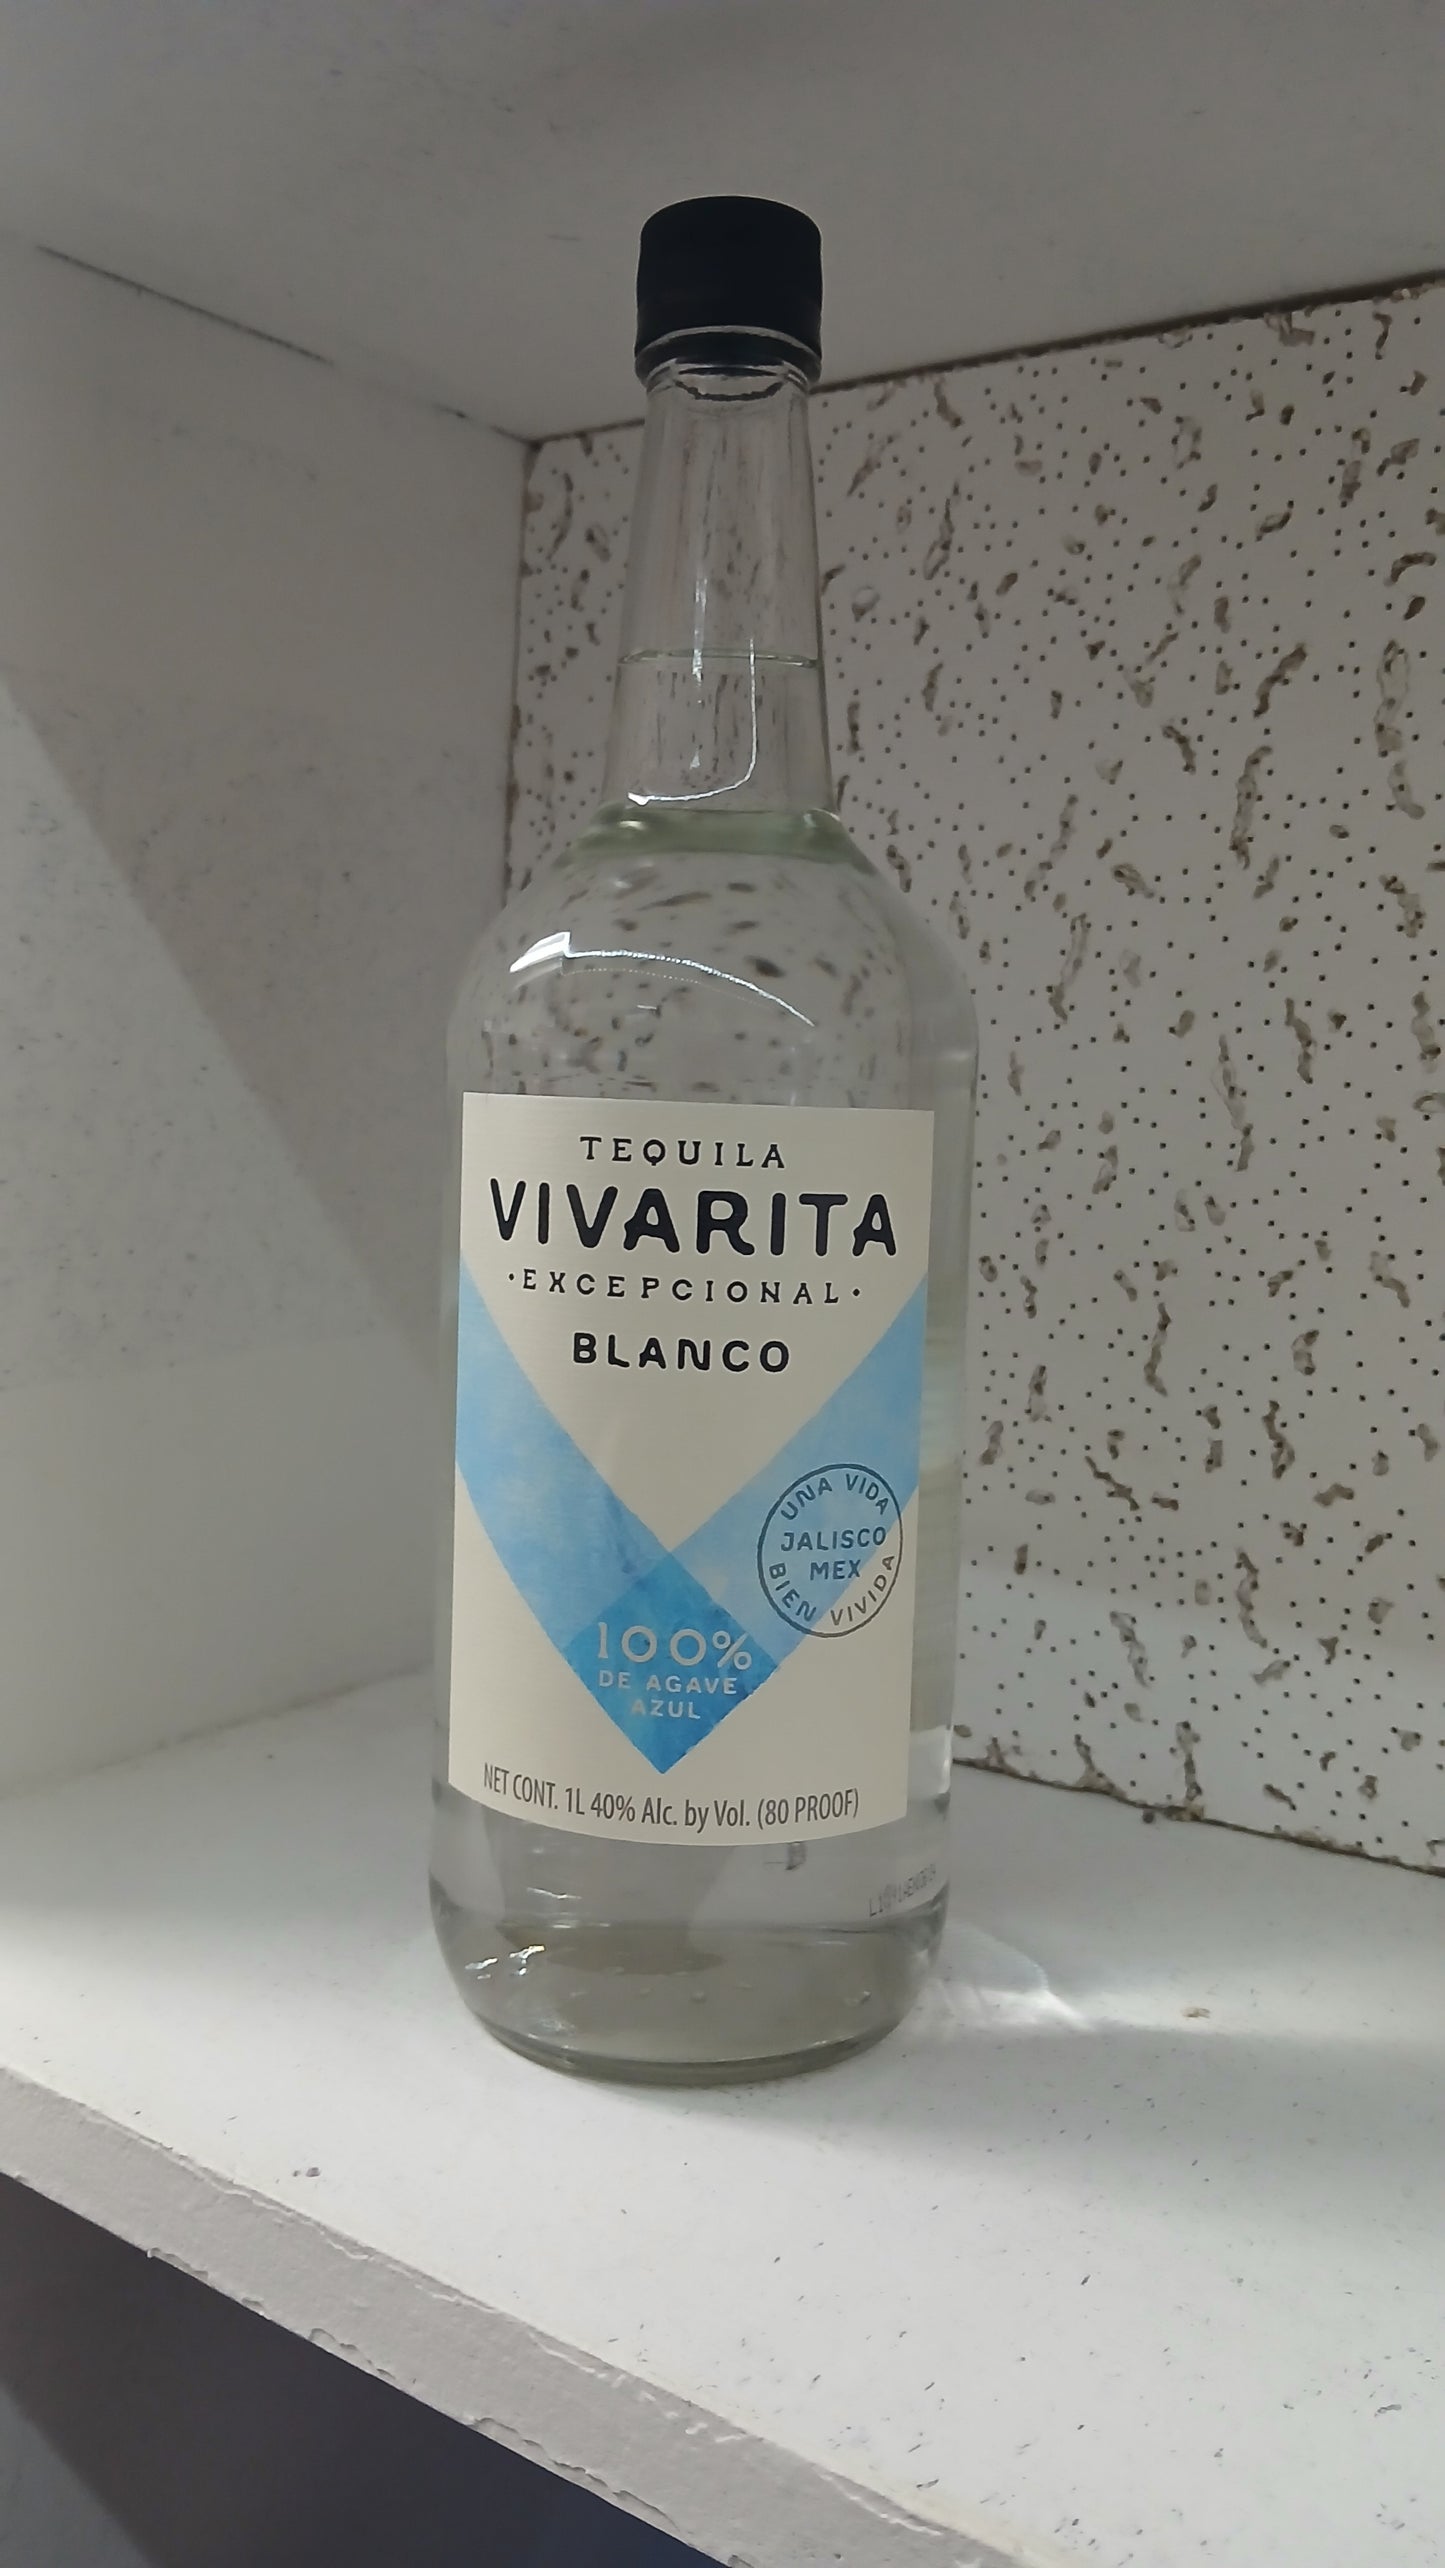 TEQUILA
VIVARITA
·EXCEPCIONAL·
BLANCO
UNA VIDA
JALISCO
MEX
BIEN VIVIDA
100%
DE AGAVE
AZUL
NET CONT. 1L 40% Alc. by Vol. (80 PROOF)